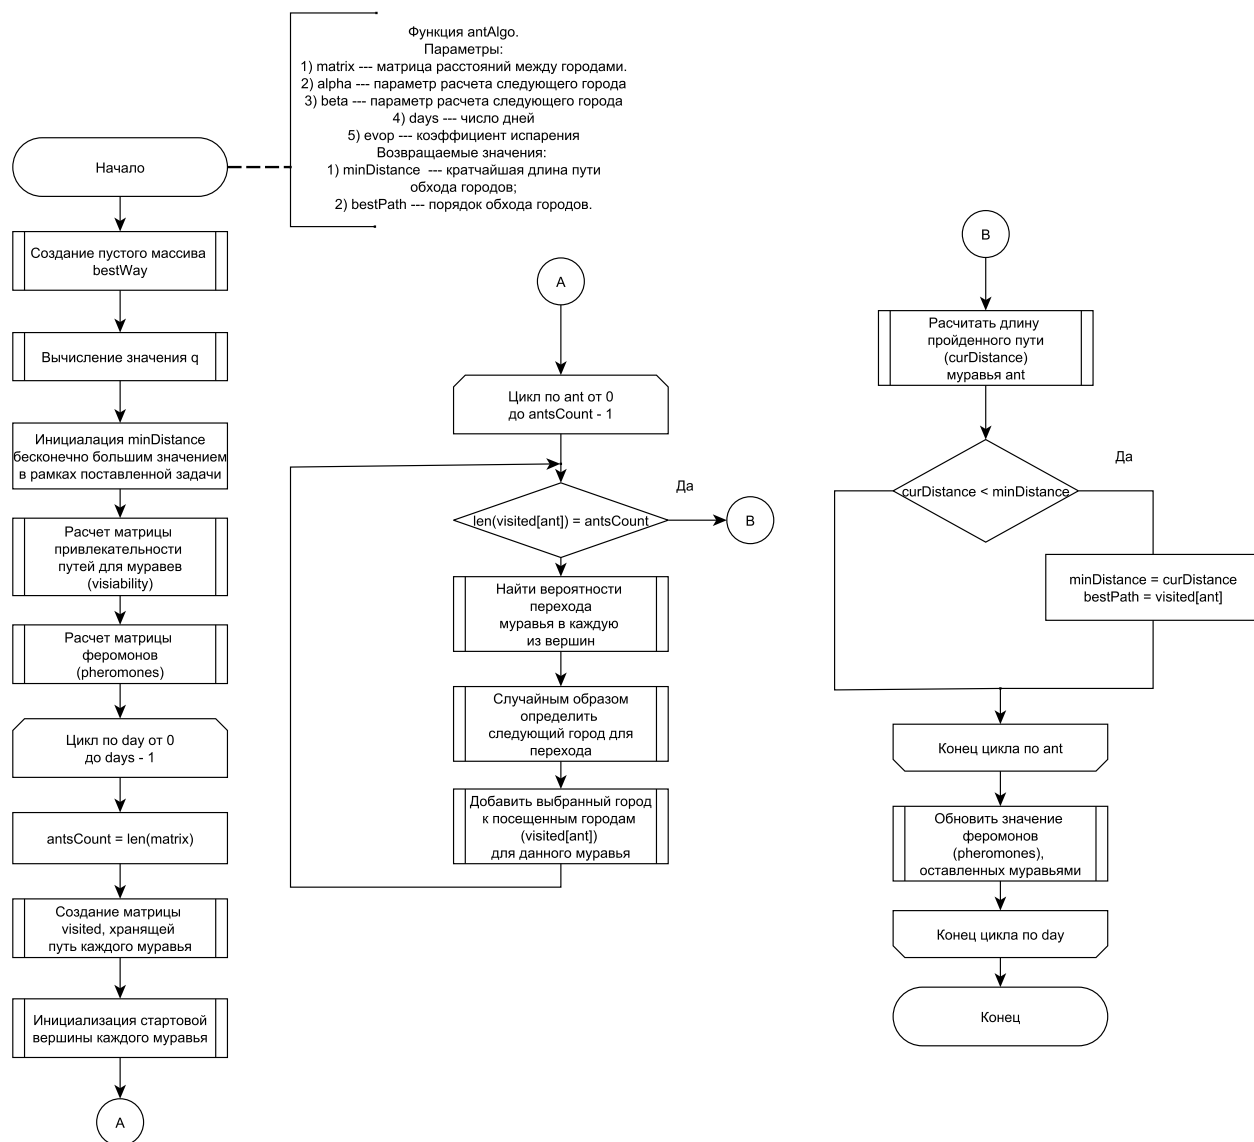 Функция antAlgo.
Параметры:
1) matrix --- матрица расстояний между городами.
2) alpha --- параметр расчета следующего города
3) beta --- параметр расчета следующего города
4) days --- число дней
5) evop --- коэффициент испарения
Возвращаемые значения:
1) minDistance --- кратчайшая длина пути
обхода городов;
2) bestPath --- порядок обхода городов.
Начало
Создание пустого массива
bestWay
Вычисление значения q
Инициалация minDistance
бесконечно большим значением
в рамках поставленной задачи
Расчет матрицы
привлекательности
путей для муравев
(visiability)
Расчет матрицы
феромонов
(pheromones)
Цикл по day от 0
до days - 1
antsCount = len(matrix)
Создание матрицы
visited, хранящей
путь каждого муравья
Инициализация стартовой
вершины каждого муравья
A
A
Цикл по ant от 0
до antsCount - 1
Да
len(visited[ant]) = antsCount
B
Найти вероятности
перехода
муравья в каждую
из вершин
Случайным образом
определить
следующий город для
перехода
Добавить выбранный город
к посещенным городам
(visited[ant])
для данного муравья
B
Расчитать длину
пройденного пути
(curDistance)
муравья ant
Да
curDistance < minDistance
minDistance = curDistance
bestPath = visited[ant]
Конец цикла по ant
Обновить значение
феромонов
(pheromones),
оставленных муравьями
Конец цикла по day
Конец